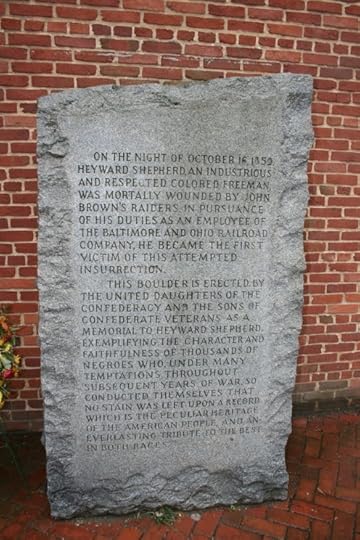 ON THE NIGHT OF OCTOBER 16, 1859,
HEYWARD SHEPHERD, AN INDUSTRIOUS
AND RESPECTED COLORED FREEMAN,
WAS MORTALLY WOUNDED BY JOHN
BROWN'S RAIDERS. IN PURSUANCE
OF HIS DUTIES AS AN EMPLOYEE OF
THE BALTIMORE AND OHIO RAILROAD
COMPANY, HE BECAME THE FIRST
VICTIM OF THIS ATTEMPTED
INSURRECTION.
THIS BOULDER IS ERECTED BY
THE UNITED DAUGHTERS OF THE
CONFEDERACY AND THE SONS OF
CONFEDERATE VETERANS AS A
MEMORIAL TO HEYWARD SHEPHERD,
EXEMPLIFYING THE CHARACTER AND
FAITHFULNESS OF THOUSANDS OF
NEGROES WHO, UNDER MANY
TEMPTATIONS THROUGHOUT
SUBSEQUENT YEARS OF WAR, SO
CONDUCTED THEMSELVES THAT
NO STAIN WAS LEFT UPON A RECORD
WHICH IS THE PECULIAR HERITAGE
OF THE AMERICAN PEOPLE, AND AN
EVERLASTING TRIBUTE TO THE BEST
IN BOTH RACES.